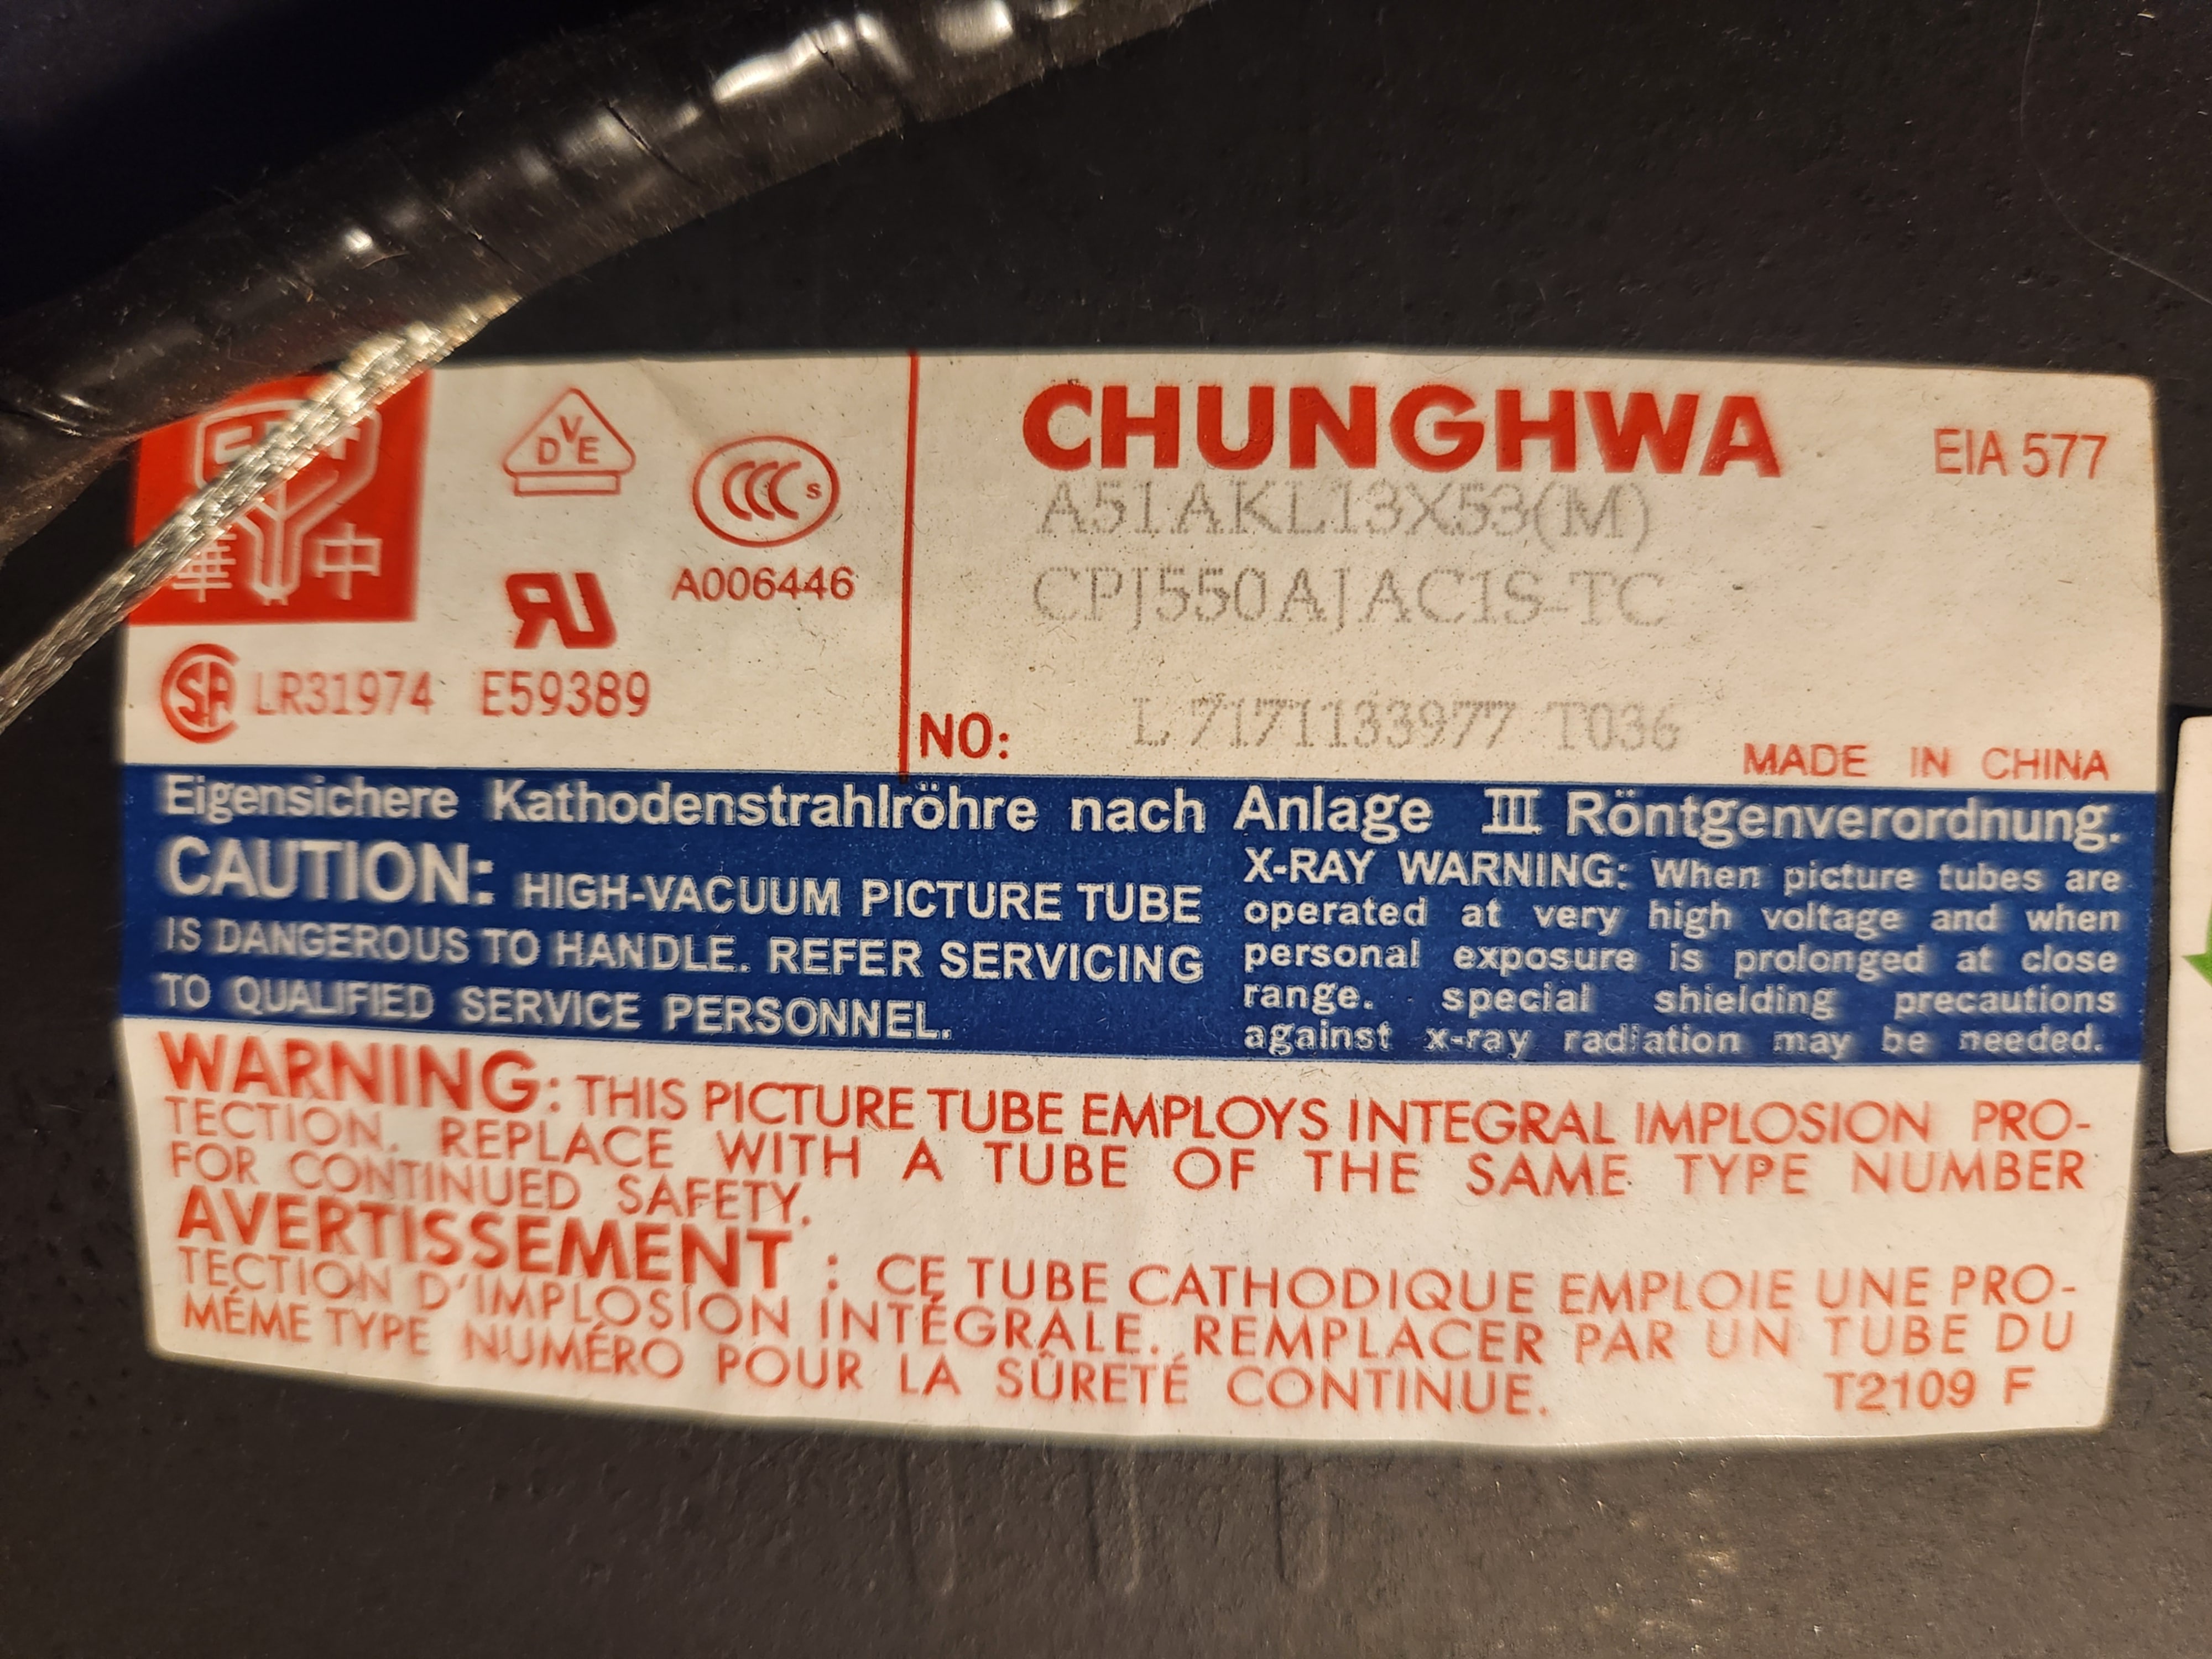 華 中
D V E
CCC S
A006446
LR31974 E59389
CHUNGHWA EIA 577
A51AKL13X53(M)
CPJ550AJAC1S-TC
NO: L 7171133977 T036
MADE IN CHINA
Eigensichere Kathodenstrahlröhre nach Anlage III Röntgenverordnung.
CAUTION: HIGH-VACUUM PICTURE TUBE
IS DANGEROUS TO HANDLE. REFER SERVICING
TO QUALIFIED SERVICE PERSONNEL.
X-RAY WARNING: When picture tubes are
operated at very high voltage and when
personal exposure is prolonged at close
range. special shielding precautions
against x-ray radiation may be needed.
WARNING: THIS PICTURE TUBE EMPLOYS INTEGRAL IMPLOSION PRO-
TECTION. REPLACE WITH A TUBE OF THE SAME TYPE NUMBER
FOR CONTINUED SAFETY.
AVERTISSEMENT : CE TUBE CATHODIQUE EMPLOIE UNE PRO-
TECTION D'IMPLOSION INTÉGRALE. REMPLACER PAR UN TUBE DU
MÉME TYPE NUMÉRO POUR LA SÛRETÉ CONTINUE.
T2109 F